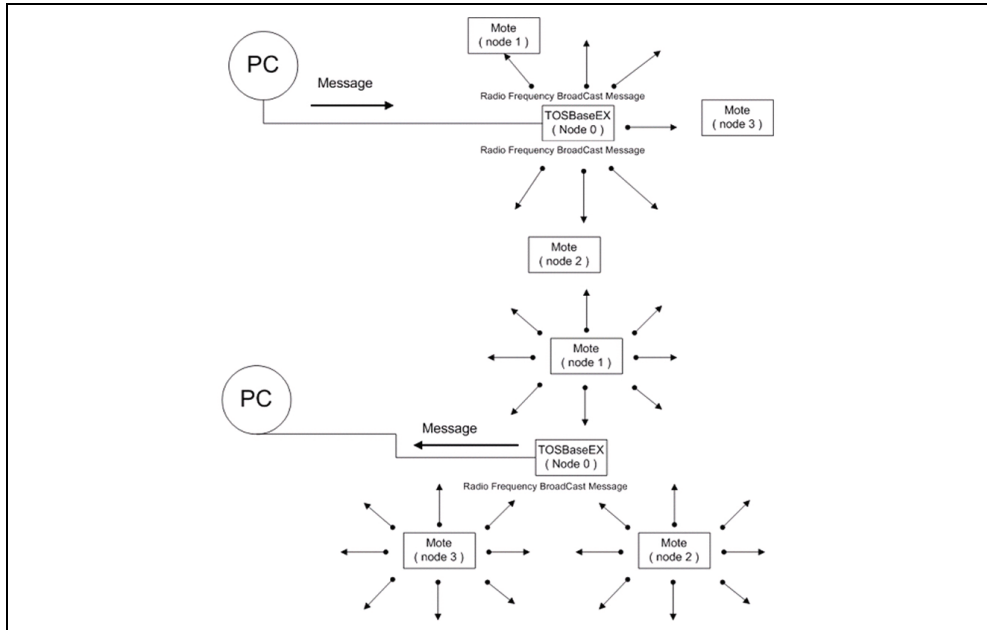 Mote
( node 1 )
PC
Message
Radio Frequency BroadCast Message
TOSBaseEX
( Node 0 )
Mote
( node 3 )
Radio Frequency BroadCast Message
Mote
( node 2 )
Mote
( node 1 )
PC
Message
TOSBaseEX
( Node 0 )
Radio Frequency BroadCast Message
Mote
( node 3 )
Mote
( node 2 )